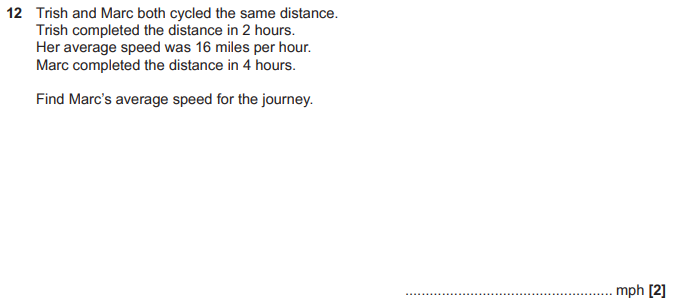 12 Trish and Marc both cycled the same distance.
Trish completed the distance in 2 hours.
Her average speed was 16 miles per hour.
Marc completed the distance in 4 hours.
Find Marc's average speed for the journey.
................................................... mph [2]